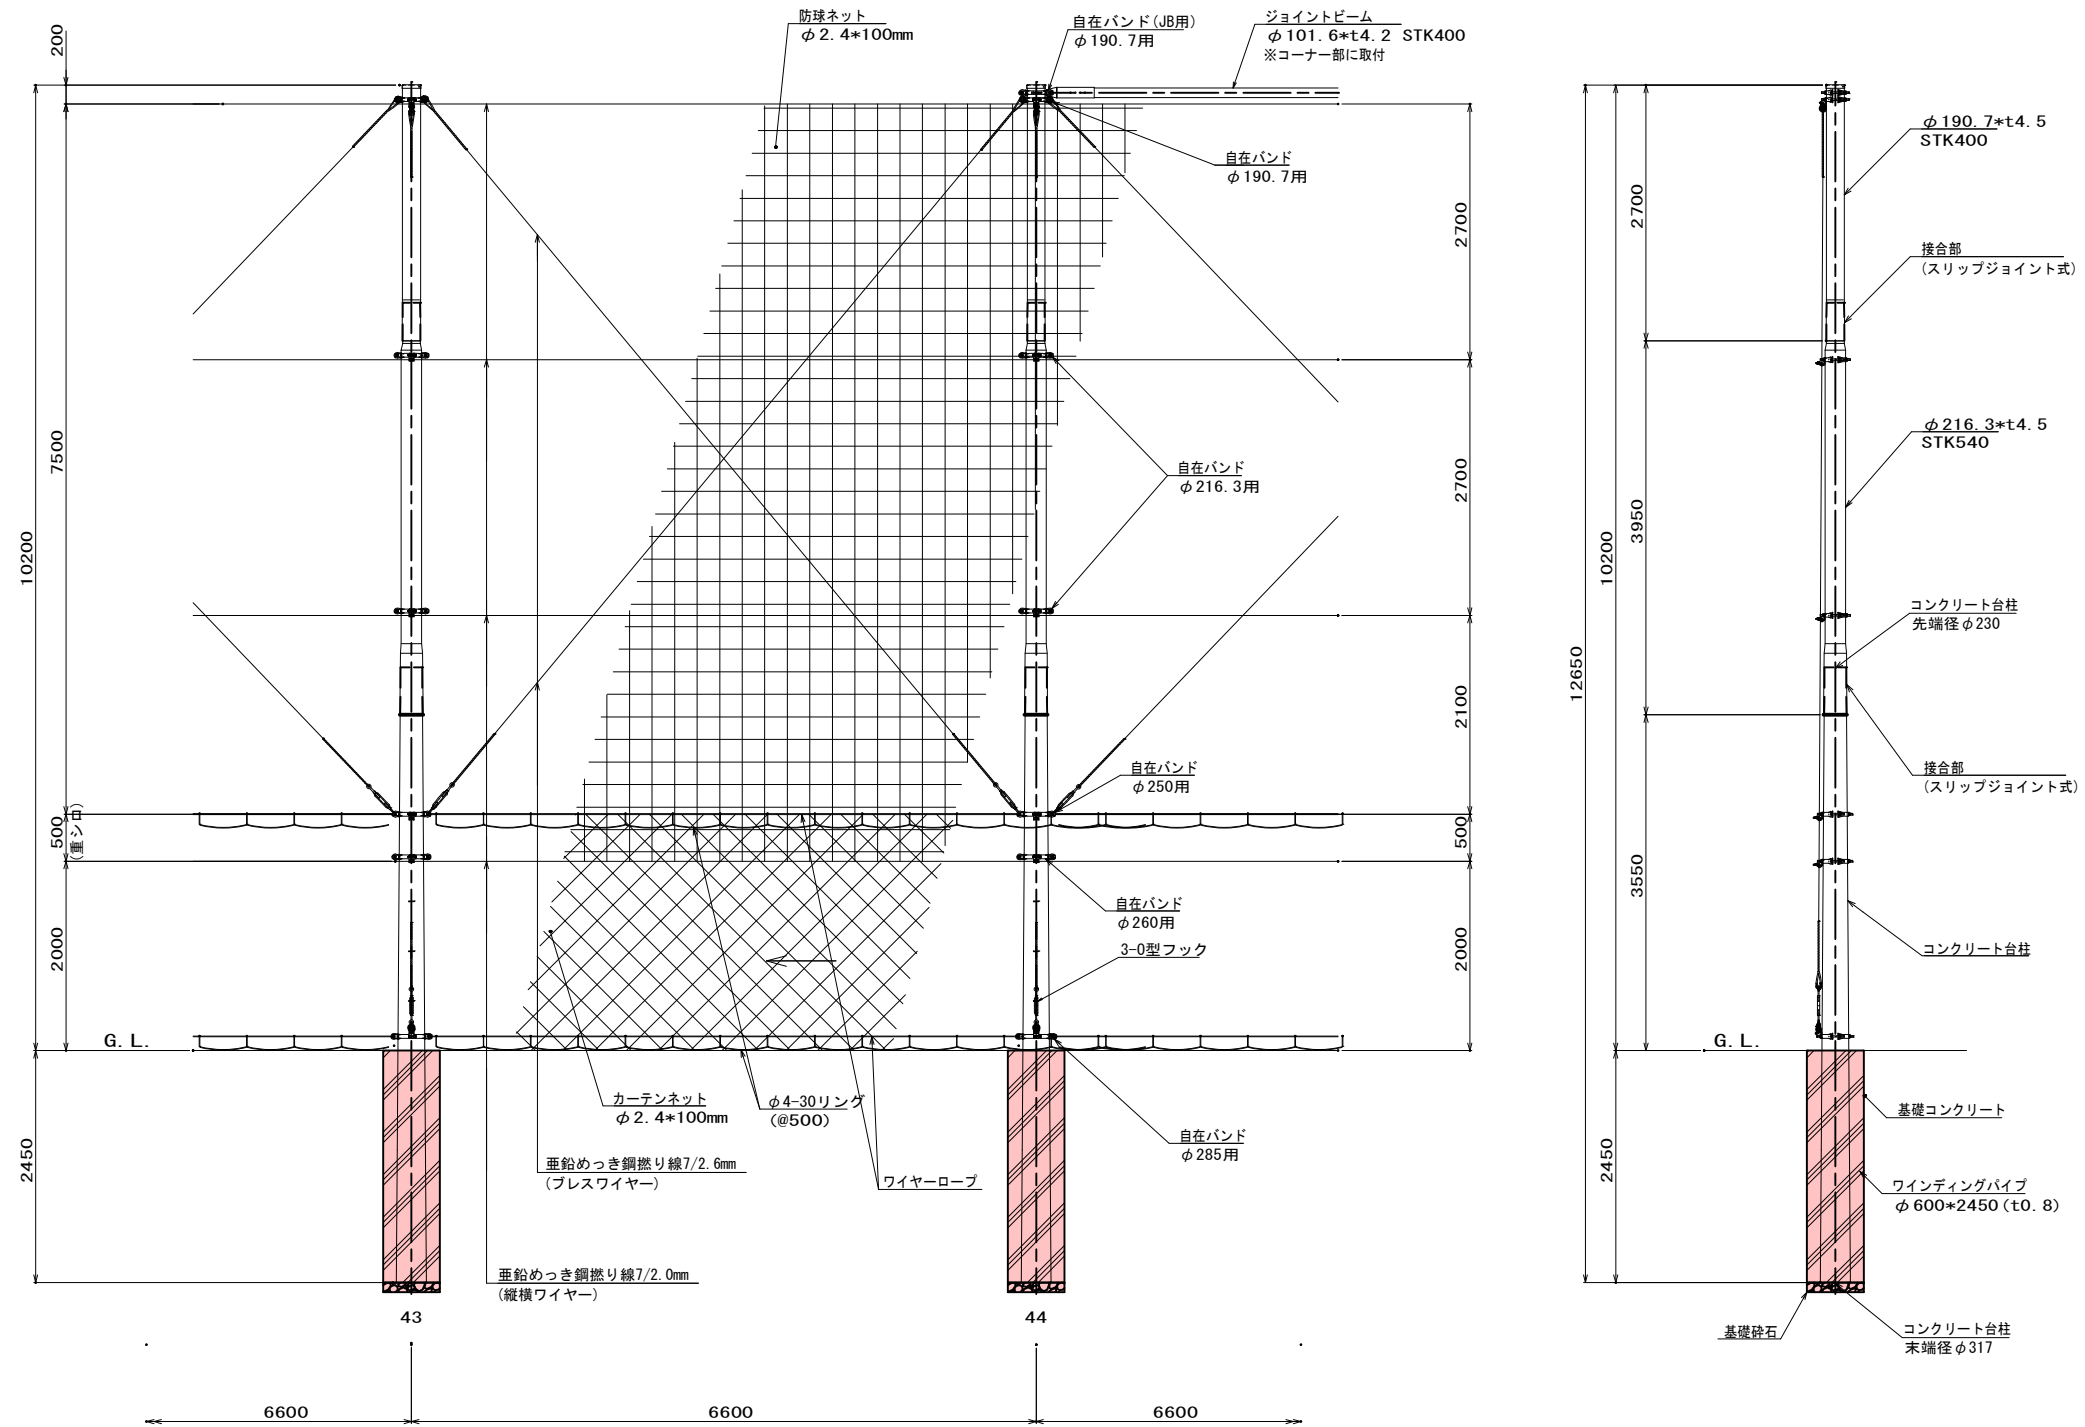 防球ネット
φ2.4*100mm
自在バンド(JB用)
φ190.7用
ジョイントビーム
φ101.6*t4.2 STK400
※コーナー部に取付
200
10200
7500
500
(重シロ)
2000
2450
自在バンド
φ190.7用
自在バンド
φ216.3用
自在バンド
φ250用
自在バンド
φ260用
3-O型フック
自在バンド
φ285用
2700
2700
2100
500
2000
G.L.
カーテンネット
φ2.4*100mm
φ4-30リング
(@500)
ワイヤーロープ
亜鉛めっき鋼撚り線7/2.6mm
(ブレスワイヤー)
亜鉛めっき鋼撚り線7/2.0mm
(縦横ワイヤー)
43
44
6600
6600
6600
12650
10200
2450
2700
3950
3550
φ190.7*t4.5
STK400
接合部
(スリップジョイント式)
φ216.3*t4.5
STK540
コンクリート台柱
先端径φ230
接合部
(スリップジョイント式)
コンクリート台柱
G.L.
基礎コンクリート
ワインディングパイプ
φ600*2450(t0.8)
基礎砕石
コンクリート台柱
末端径φ317